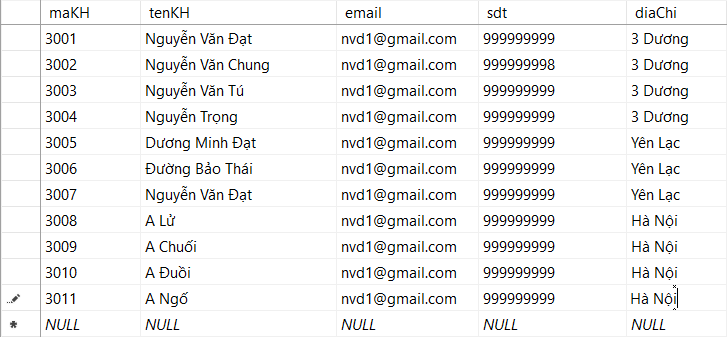 maKH tenKH email sdt diaChi
3001 Nguyễn Văn Đạt nvd1@gmail.com 999999999 3 Dương
3002 Nguyễn Văn Chung nvd1@gmail.com 999999998 3 Dương
3003 Nguyễn Văn Tú nvd1@gmail.com 999999999 3 Dương
3004 Nguyễn Trọng nvd1@gmail.com 999999999 3 Dương
3005 Dương Minh Đạt nvd1@gmail.com 999999999 Yên Lạc
3006 Đường Bảo Thái nvd1@gmail.com 999999999 Yên Lạc
3007 Nguyễn Văn Đạt nvd1@gmail.com 999999999 Yên Lạc
3008 A Lử nvd1@gmail.com 999999999 Hà Nội
3009 A Chuối nvd1@gmail.com 999999999 Hà Nội
3010 A Đuồi nvd1@gmail.com 999999999 Hà Nội
3011 A Ngố nvd1@gmail.com 999999999 Hà Nội
NULL NULL NULL NULL NULL